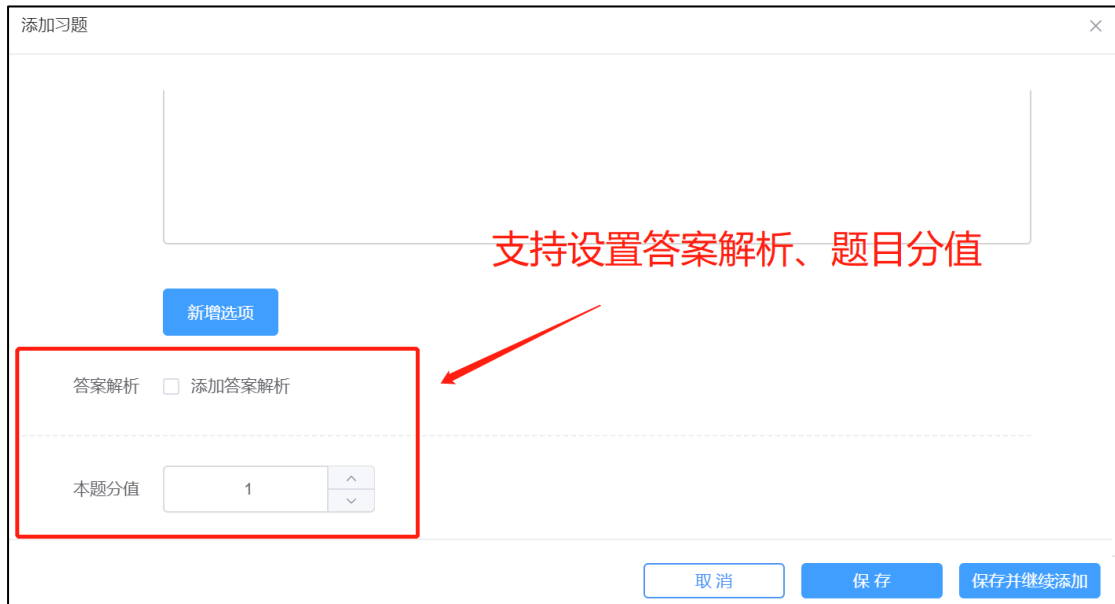 添加习题
支持设置答案解析、题目分值
新增选项
答案解析 添加答案解析
本题分值 1
取消 保存 保存并继续添加